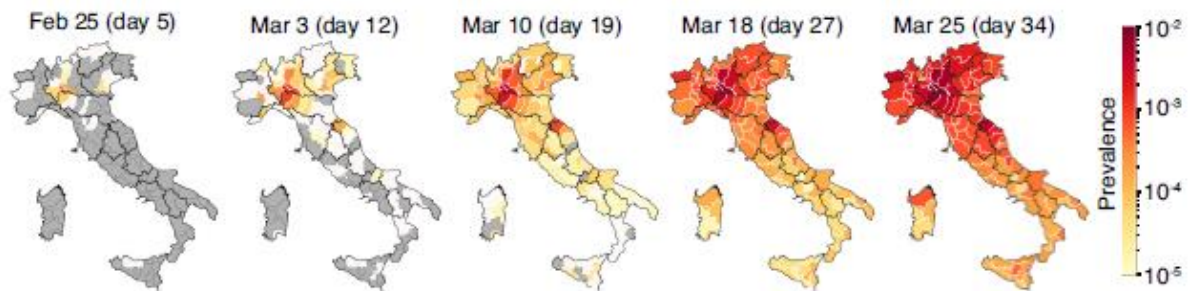 Feb 25 (day 5)
Mar 3 (day 12)
Mar 10 (day 19)
Mar 18 (day 27)
Mar 25 (day 34)
Prevalence
10⁻²
10⁻³
10⁻⁴
10⁻⁵